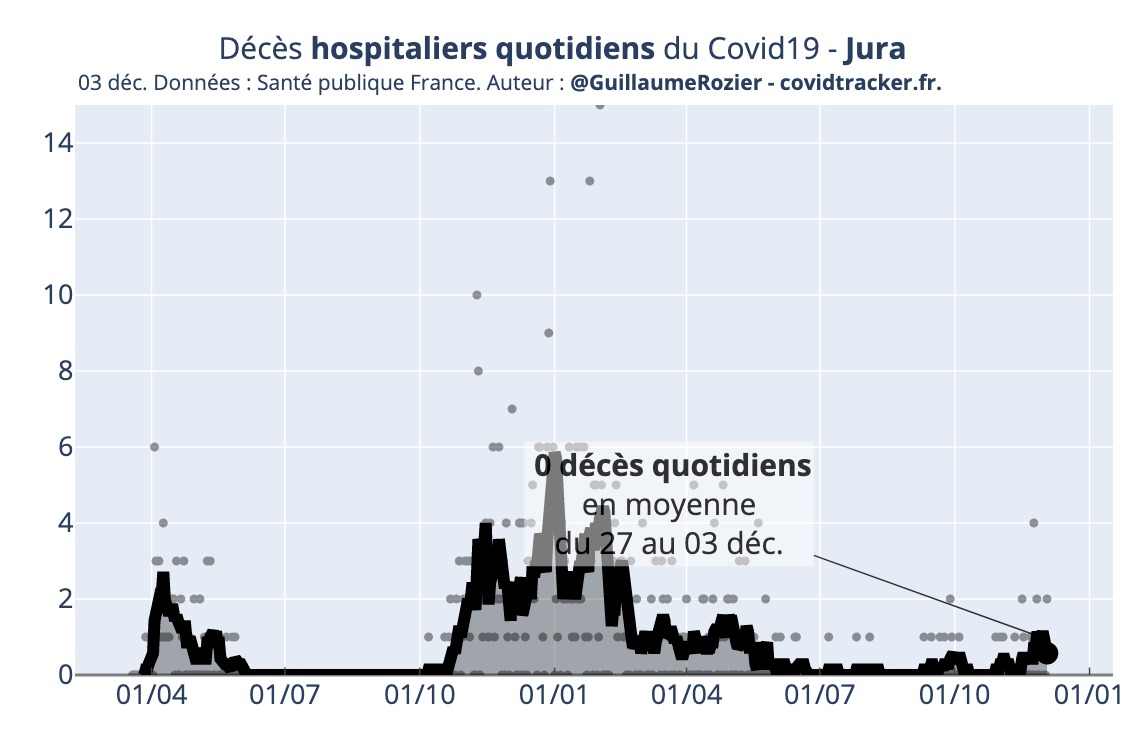 Décès hospitaliers quotidiens du Covid19 - Jura
03 déc. Données : Santé publique France. Auteur : @GuillaumeRozier - covidtracker.fr.
14
12
10
8
6
4
2
0
0 décès quotidiens
en moyenne
du 27 au 03 déc.
01/04 01/07 01/10 01/01 01/04 01/07 01/10 01/01